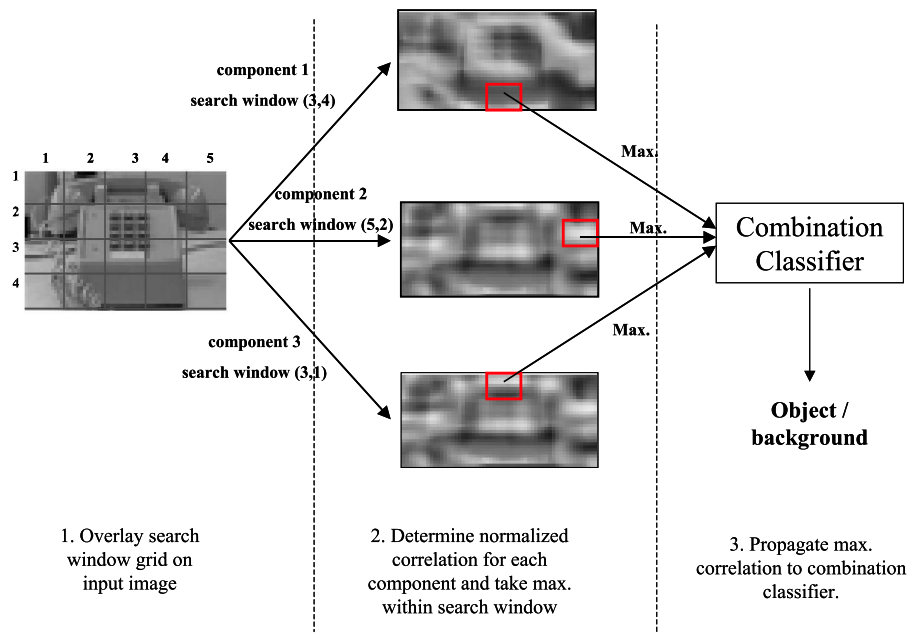 component 1
search window (3,4)
1 2 3 4 5
1
2
3
4
component 2
search window (5,2)
component 3
search window (3,1)
Max.
Max.
Max.
Combination
Classifier
Object /
background
1. Overlay search
window grid on
input image
2. Determine normalized
correlation for each
component and take max.
within search window
3. Propagate max.
correlation to combination
classifier.